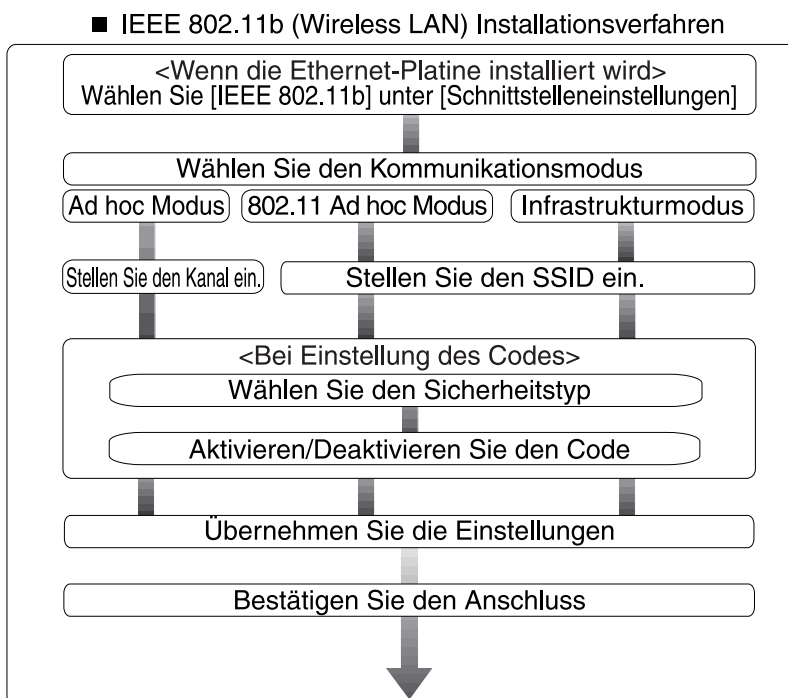 ■ IEEE 802.11b (Wireless LAN) Installationsverfahren
<Wenn die Ethernet-Platine installiert wird>
Wählen Sie [IEEE 802.11b] unter [Schnittstelleneinstellungen]
Wählen Sie den Kommunikationsmodus
Ad hoc Modus
802.11 Ad hoc Modus
Infrastrukturmodus
Stellen Sie den Kanal ein.
Stellen Sie den SSID ein.
<Bei Einstellung des Codes>
Wählen Sie den Sicherheitstyp
Aktivieren/Deaktivieren Sie den Code
Übernehmen Sie die Einstellungen
Bestätigen Sie den Anschluss